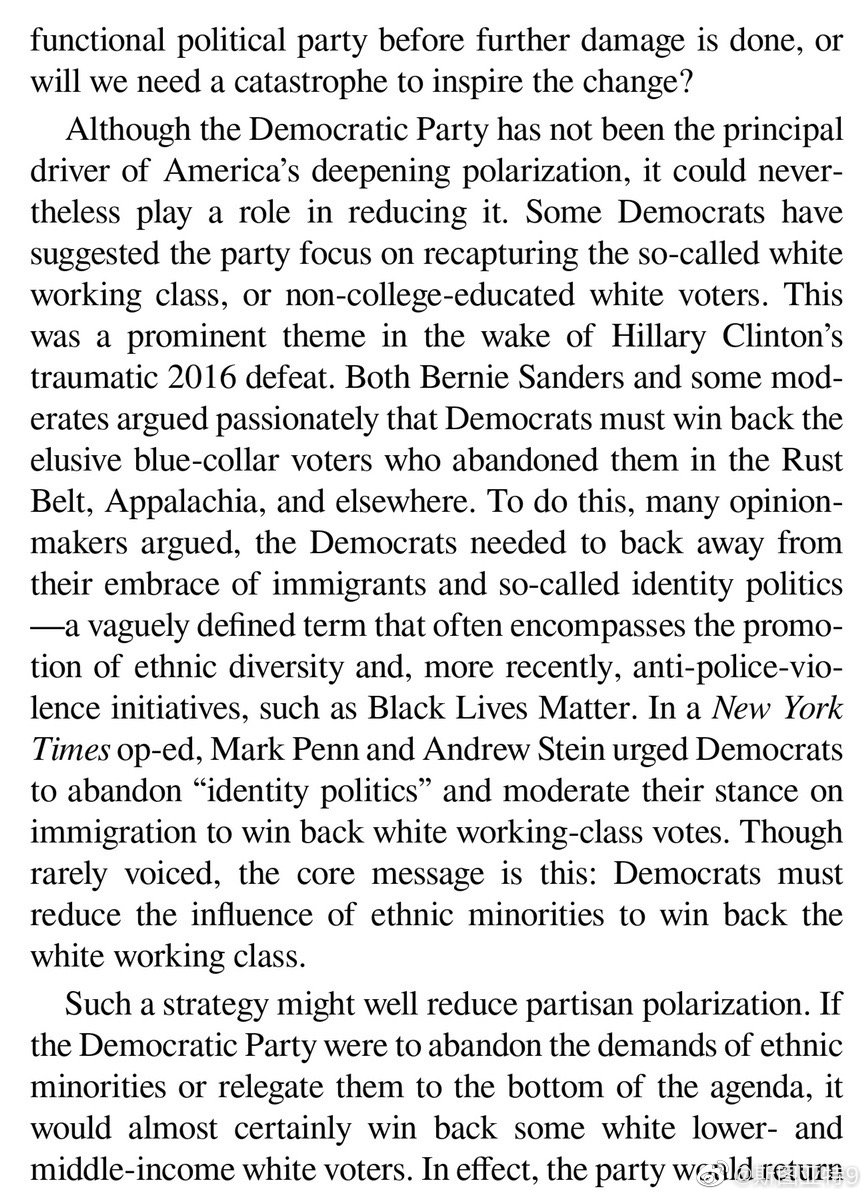 functional political party before further damage is done, or
will we need a catastrophe to inspire the change?
Although the Democratic Party has not been the principal
driver of America’s deepening polarization, it could never-
theless play a role in reducing it. Some Democrats have
suggested the party focus on recapturing the so-called white
working class, or non-college-educated white voters. This
was a prominent theme in the wake of Hillary Clinton’s
traumatic 2016 defeat. Both Bernie Sanders and some mod-
erates argued passionately that Democrats must win back the
elusive blue-collar voters who abandoned them in the Rust
Belt, Appalachia, and elsewhere. To do this, many opinion-
makers argued, the Democrats needed to back away from
their embrace of immigrants and so-called identity politics
—a vaguely defined term that often encompasses the promo-
tion of ethnic diversity and, more recently, anti-police-vio-
lence initiatives, such as Black Lives Matter. In a New York
Times op-ed, Mark Penn and Andrew Stein urged Democrats
to abandon “identity politics” and moderate their stance on
immigration to win back white working-class votes. Though
rarely voiced, the core message is this: Democrats must
reduce the influence of ethnic minorities to win back the
white working class.
Such a strategy might well reduce partisan polarization. If
the Democratic Party were to abandon the demands of ethnic
minorities or relegate them to the bottom of the agenda, it
would almost certainly win back some white lower- and
middle-income white voters. In effect, the party would return